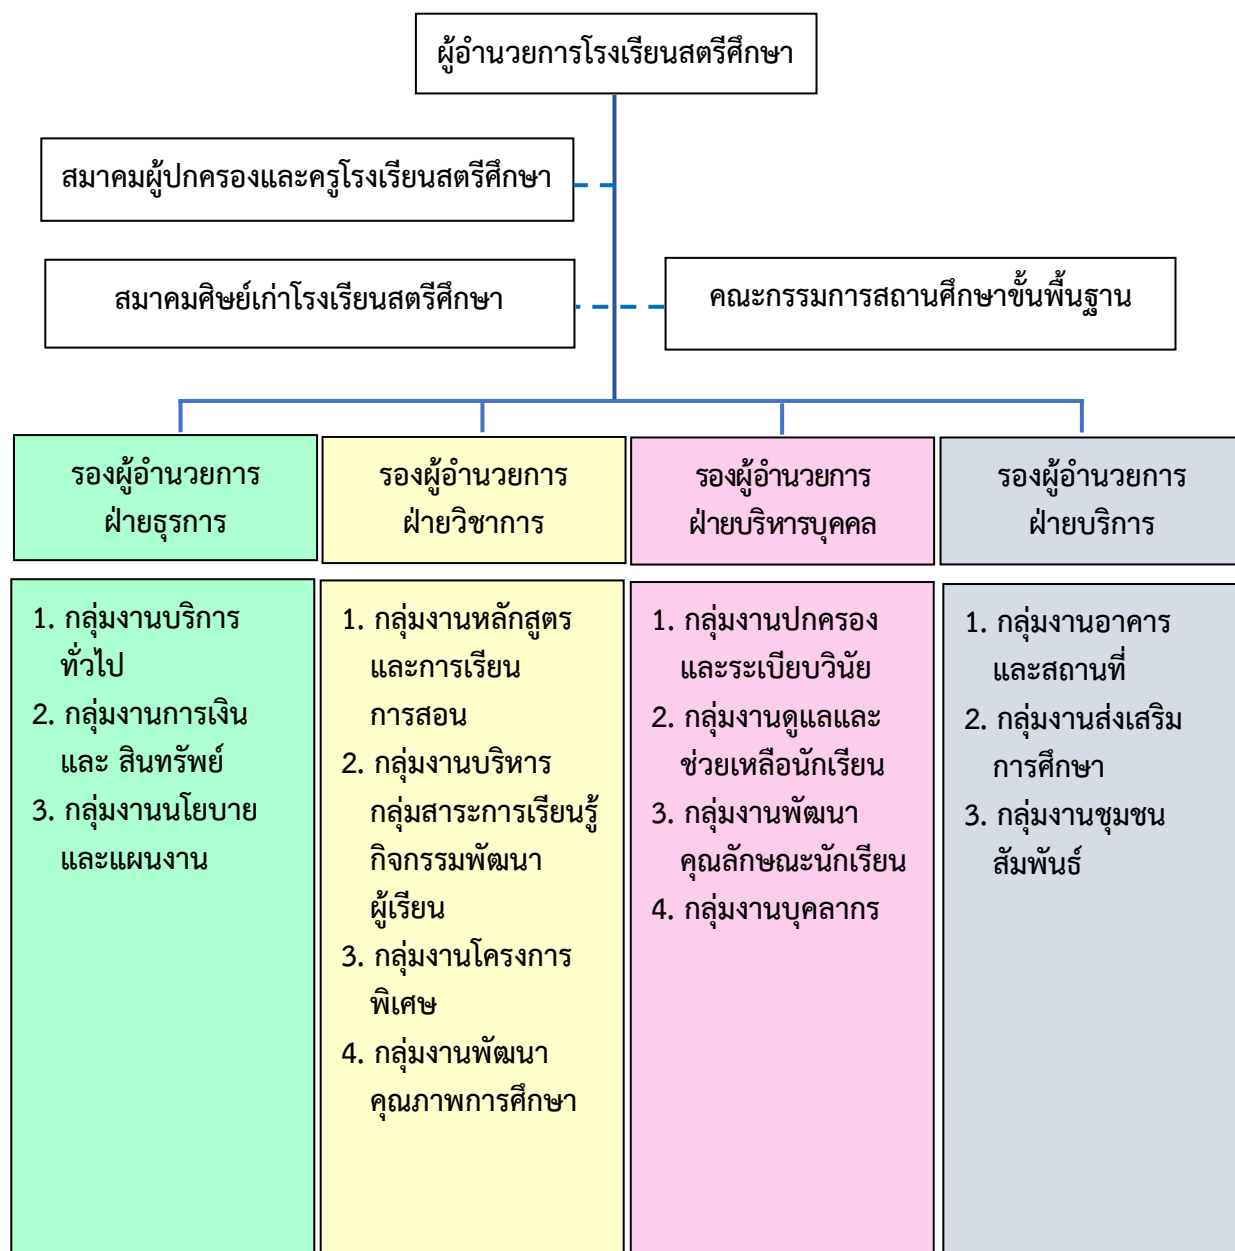 ผู้อำนวยการโรงเรียนสตรีศึกษา
สมาคมผู้ปกครองและครูโรงเรียนสตรีศึกษา
สมาคมศิษย์เก่าโรงเรียนสตรีศึกษา
คณะกรรมการสถานศึกษาขั้นพื้นฐาน
รองผู้อำนวยการ
ฝ่ายธุรการ
1. กลุ่มงานบริการ
ทั่วไป
2. กลุ่มงานการเงิน
และ สินทรัพย์
3. กลุ่มงานนโยบาย
และแผนงาน
รองผู้อำนวยการ
ฝ่ายวิชาการ
1. กลุ่มงานหลักสูตร
และการเรียน
การสอน
2. กลุ่มงานบริหาร
กลุ่มสาระการเรียนรู้
กิจกรรมพัฒนา
ผู้เรียน
3. กลุ่มงานโครงการ
พิเศษ
4. กลุ่มงานพัฒนา
คุณภาพการศึกษา
รองผู้อำนวยการ
ฝ่ายบริหารบุคคล
1. กลุ่มงานปกครอง
และระเบียบวินัย
2. กลุ่มงานดูแลและ
ช่วยเหลือนักเรียน
3. กลุ่มงานพัฒนา
คุณลักษณะนักเรียน
4. กลุ่มงานบุคลากร
รองผู้อำนวยการ
ฝ่ายบริการ
1. กลุ่มงานอาคาร
และสถานที่
2. กลุ่มงานส่งเสริม
การศึกษา
3. กลุ่มงานชุมชน
สัมพันธ์